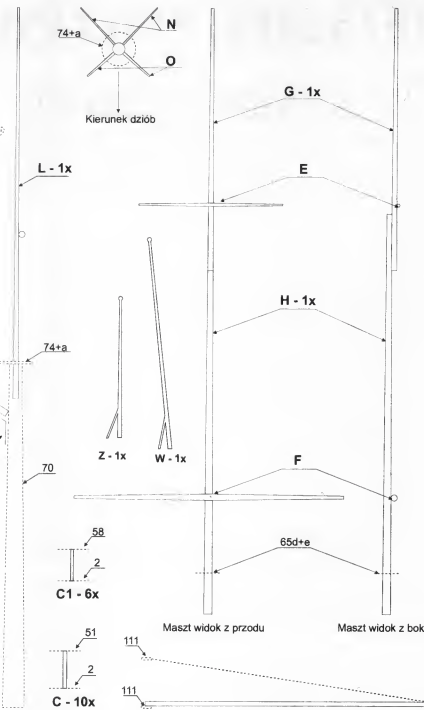 N
74+a
O
Kierunek dziób
G - 1x
L - 1x
E
H - 1x
74+a
70
Z - 1x
W - 1x
F
58
2
C1 - 6x
65d+e
Maszt widok z przodu
Maszt widok z bok
51
2
C - 10x
111
111